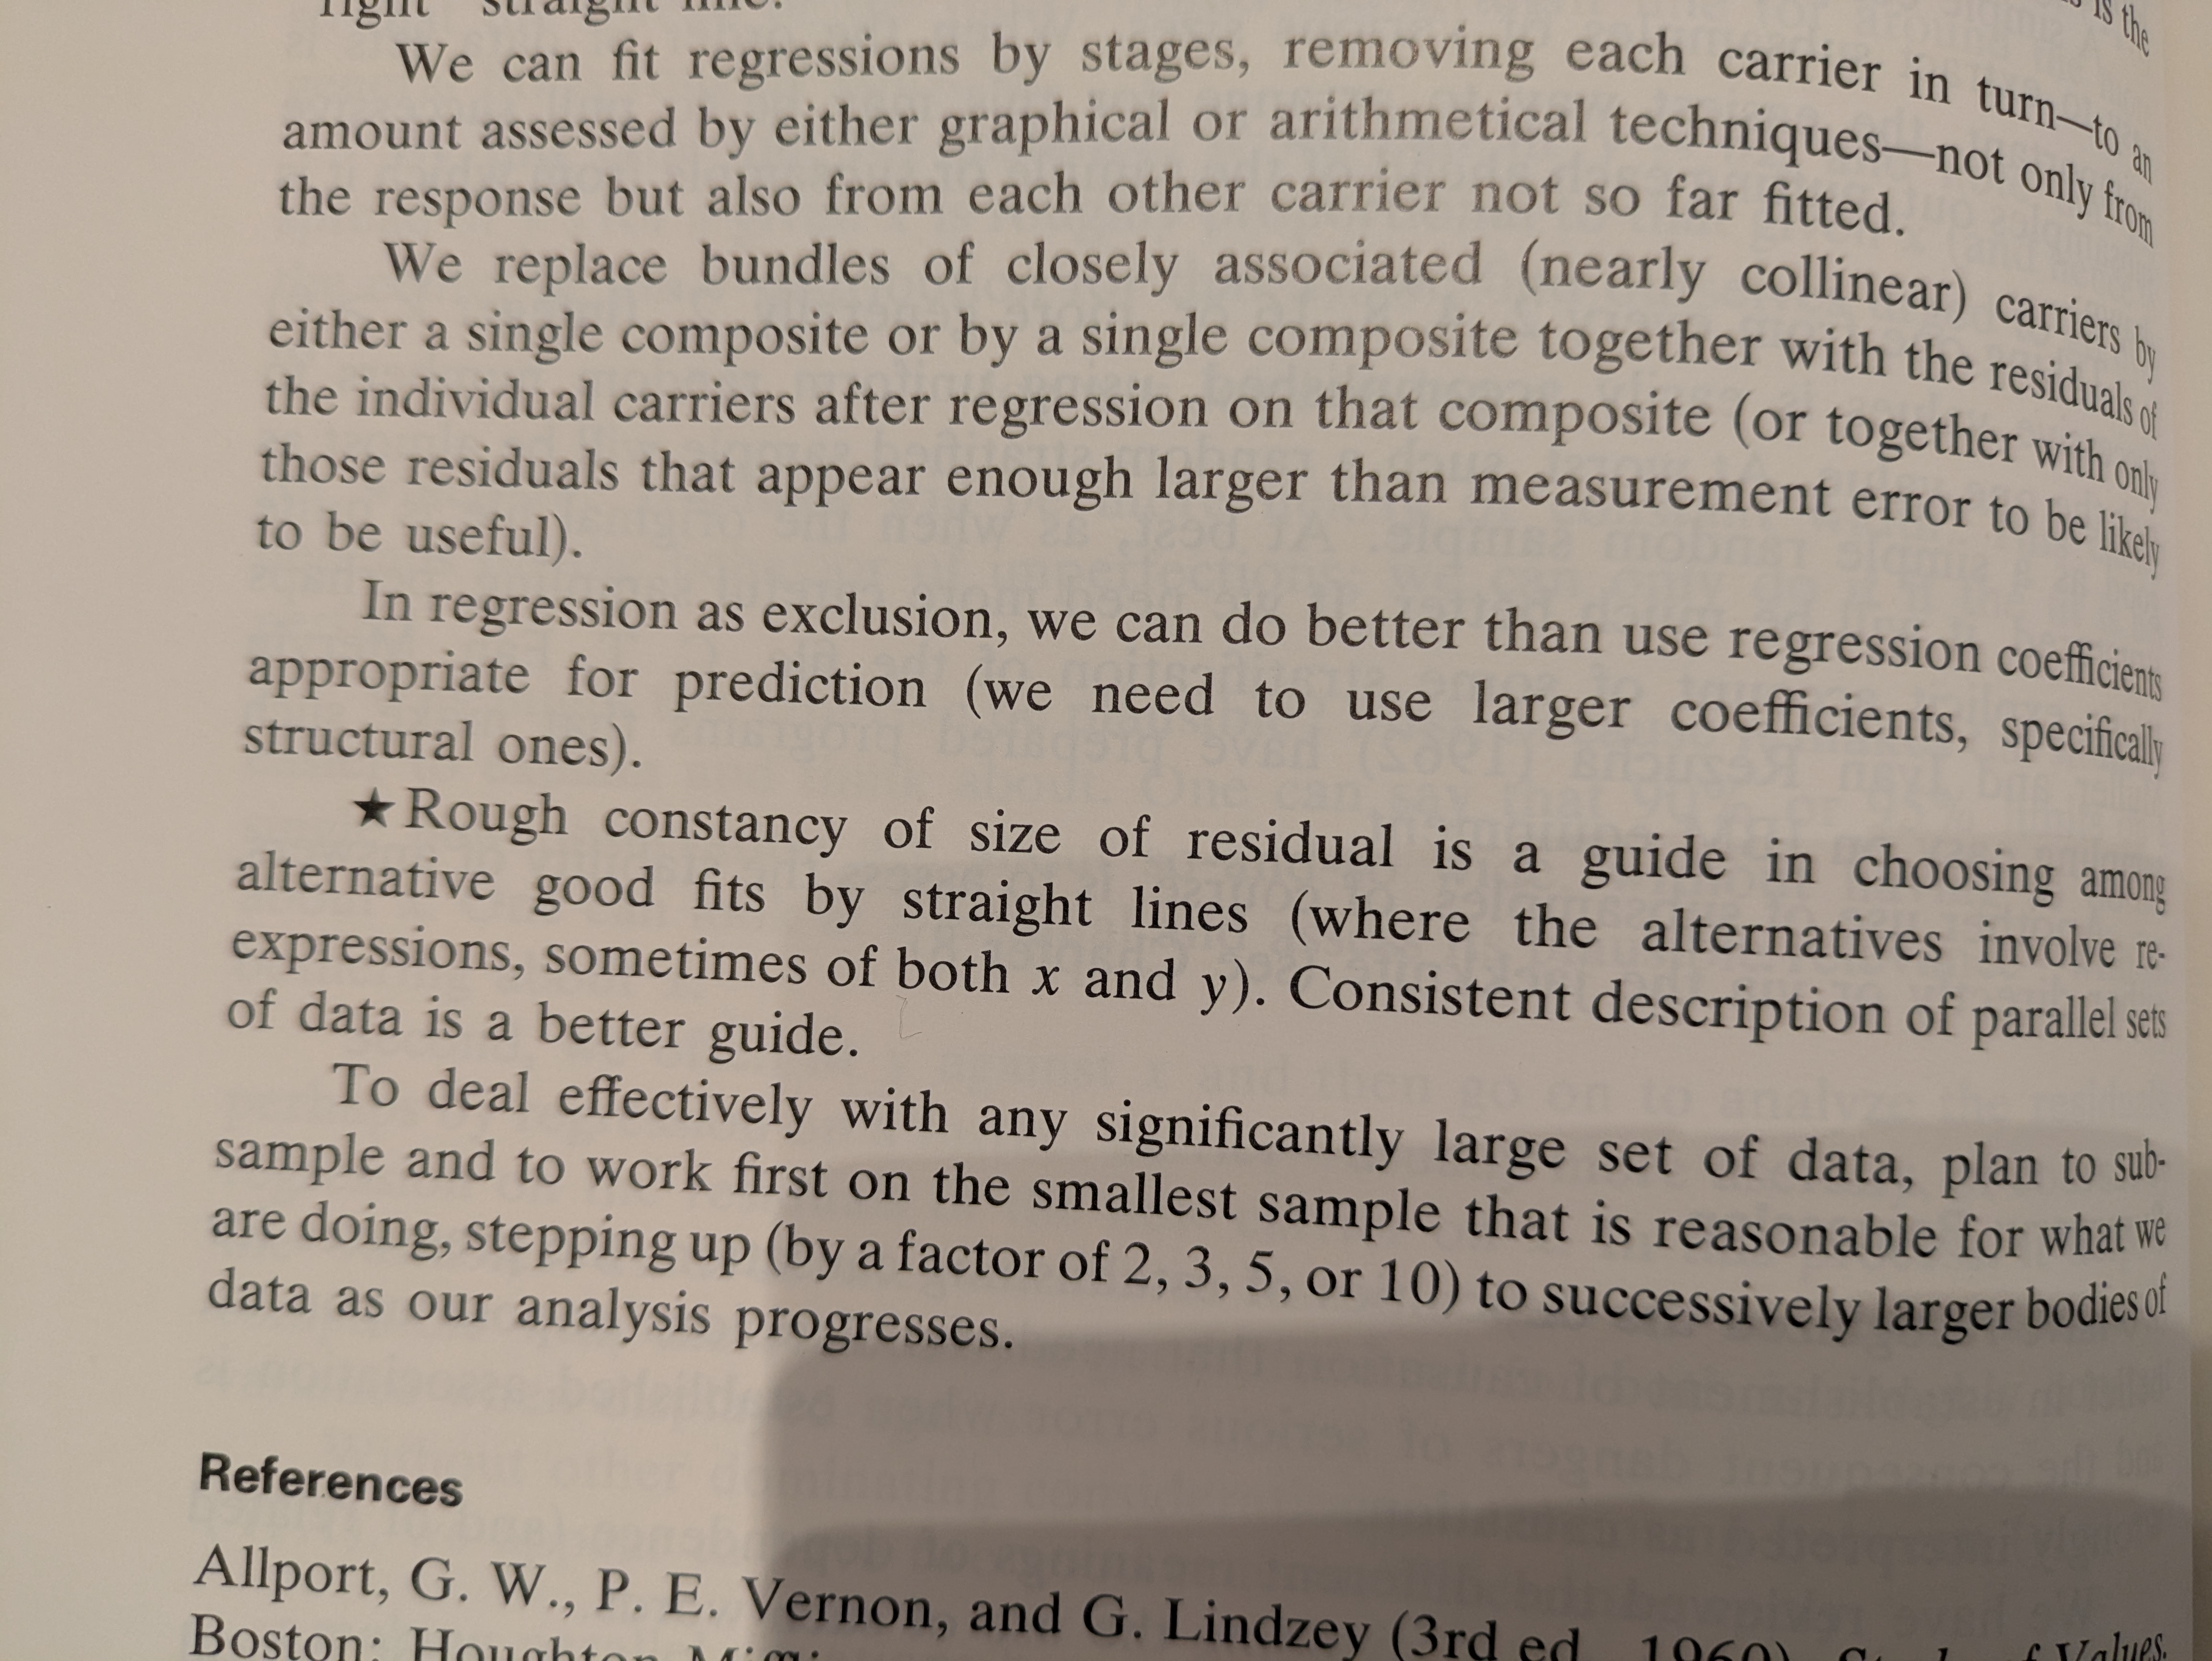 right" straight line.
is the
We can fit regressions by stages, removing each carrier in turn—to an
amount assessed by either graphical or arithmetical techniques—not only from
the response but also from each other carrier not so far fitted.
We replace bundles of closely associated (nearly collinear) carriers by
either a single composite or by a single composite together with the residuals of
the individual carriers after regression on that composite (or together with only
those residuals that appear enough larger than measurement error to be likely
to be useful).
In regression as exclusion, we can do better than use regression coefficients
appropriate for prediction (we need to use larger coefficients, specifically
structural ones).
★Rough constancy of size of residual is a guide in choosing among
alternative good fits by straight lines (where the alternatives involve re-
expressions, sometimes of both x and y). Consistent description of parallel sets
of data is a better guide.
To deal effectively with any significantly large set of data, plan to sub-
sample and to work first on the smallest sample that is reasonable for what we
are doing, stepping up (by a factor of 2, 3, 5, or 10) to successively larger bodies of
data as our analysis progresses.
References
Allport, G. W., P. E. Vernon, and G. Lindzey (3rd ed., 1960). Study of Values.
Boston: Houghton